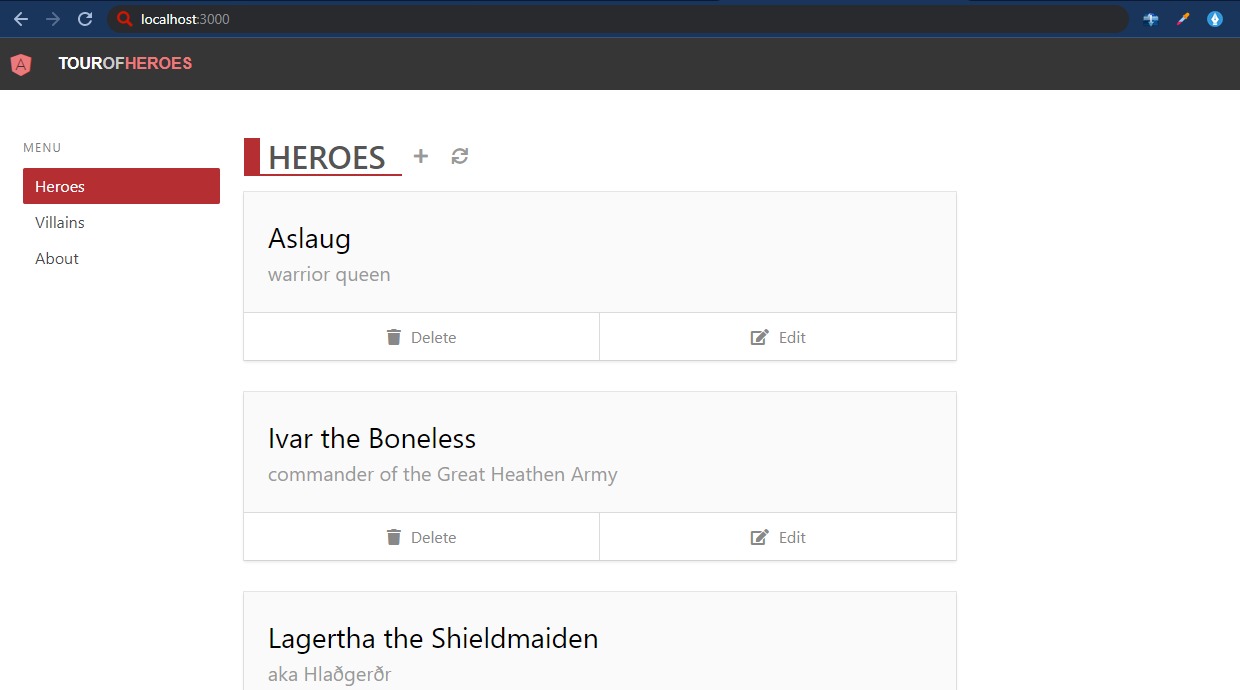 localhost:3000
TOUROFHEROES
MENU
Heroes
Villains
About
HEROES
Aslaug
warrior queen
Delete
Edit
Ivar the Boneless
commander of the Great Heathen Army
Delete
Edit
Lagertha the Shieldmaiden
aka Hlaðgerðr